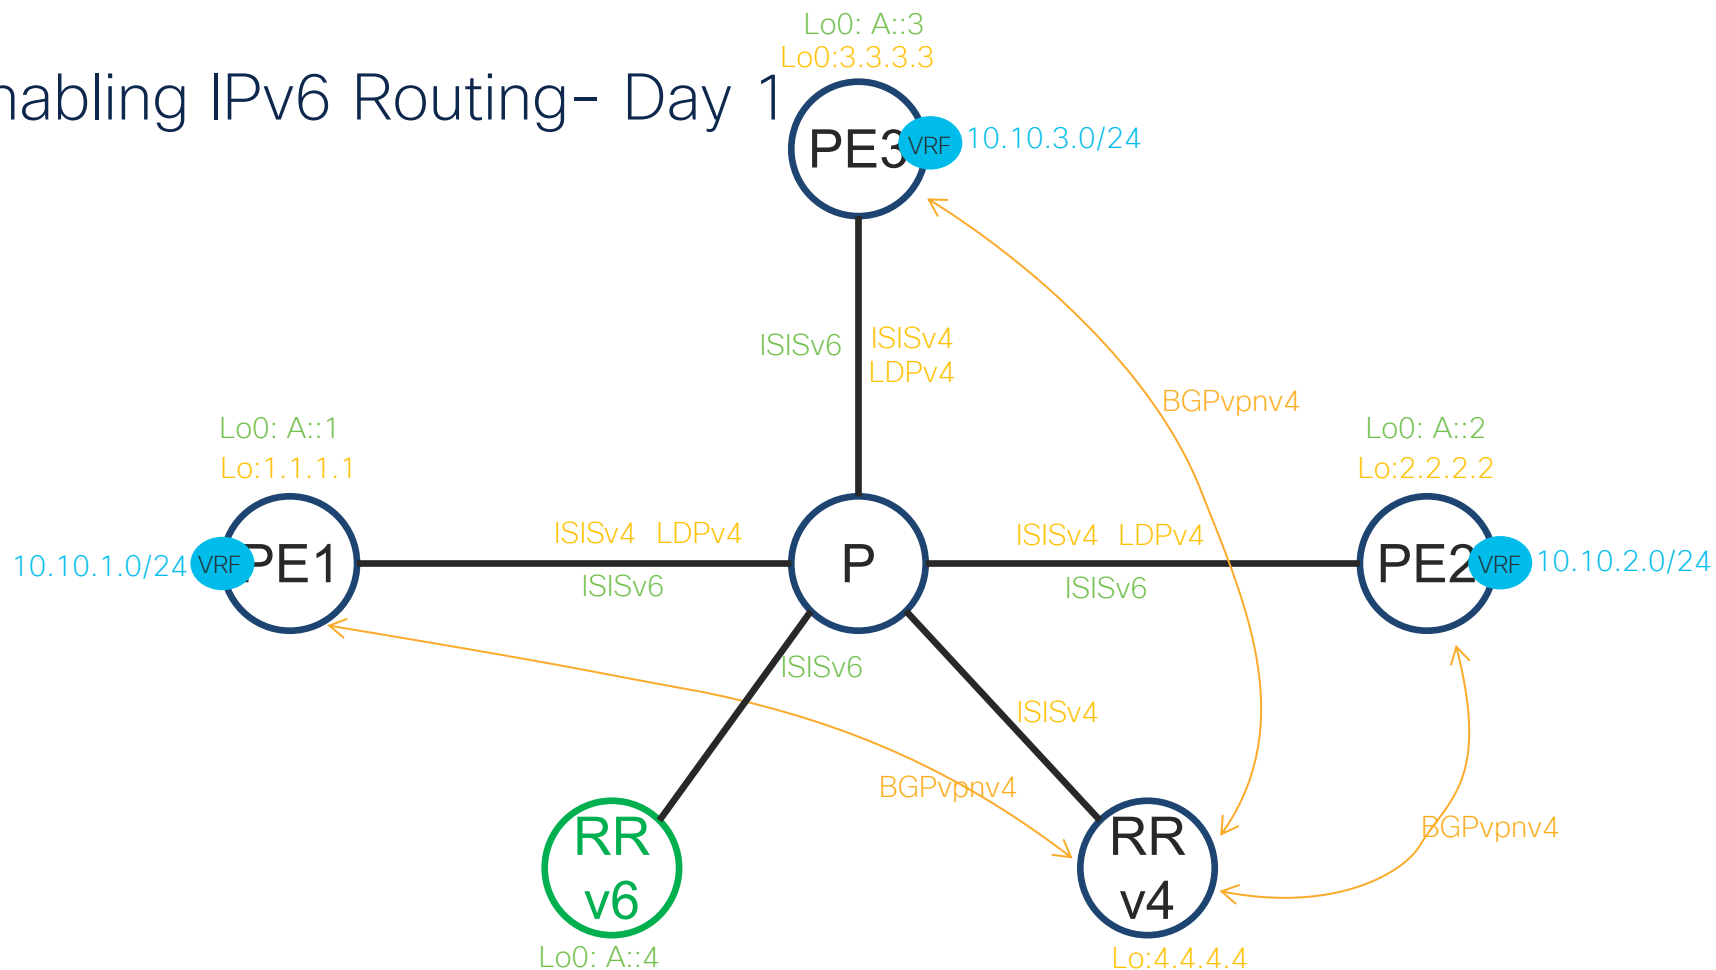 Lo0: A::3
Lo0:3.3.3.3
nabling IPv6 Routing- Day 1
PE3
VRF
10.10.3.0/24
ISISv6
ISISv4
LDPv4
BGPvpnv4
Lo0: A::1
Lo:1.1.1.1
Lo0: A::2
Lo:2.2.2.2
10.10.1.0/24
VRF
PE1
ISISv4 LDPv4
ISISv6
P
ISISv4 LDPv4
ISISv6
PE2
VRF
10.10.2.0/24
ISISv6
ISISv4
BGPvpnv4
BGPvpnv4
RR
v6
Lo0: A::4
RR
v4
Lo:4.4.4.4